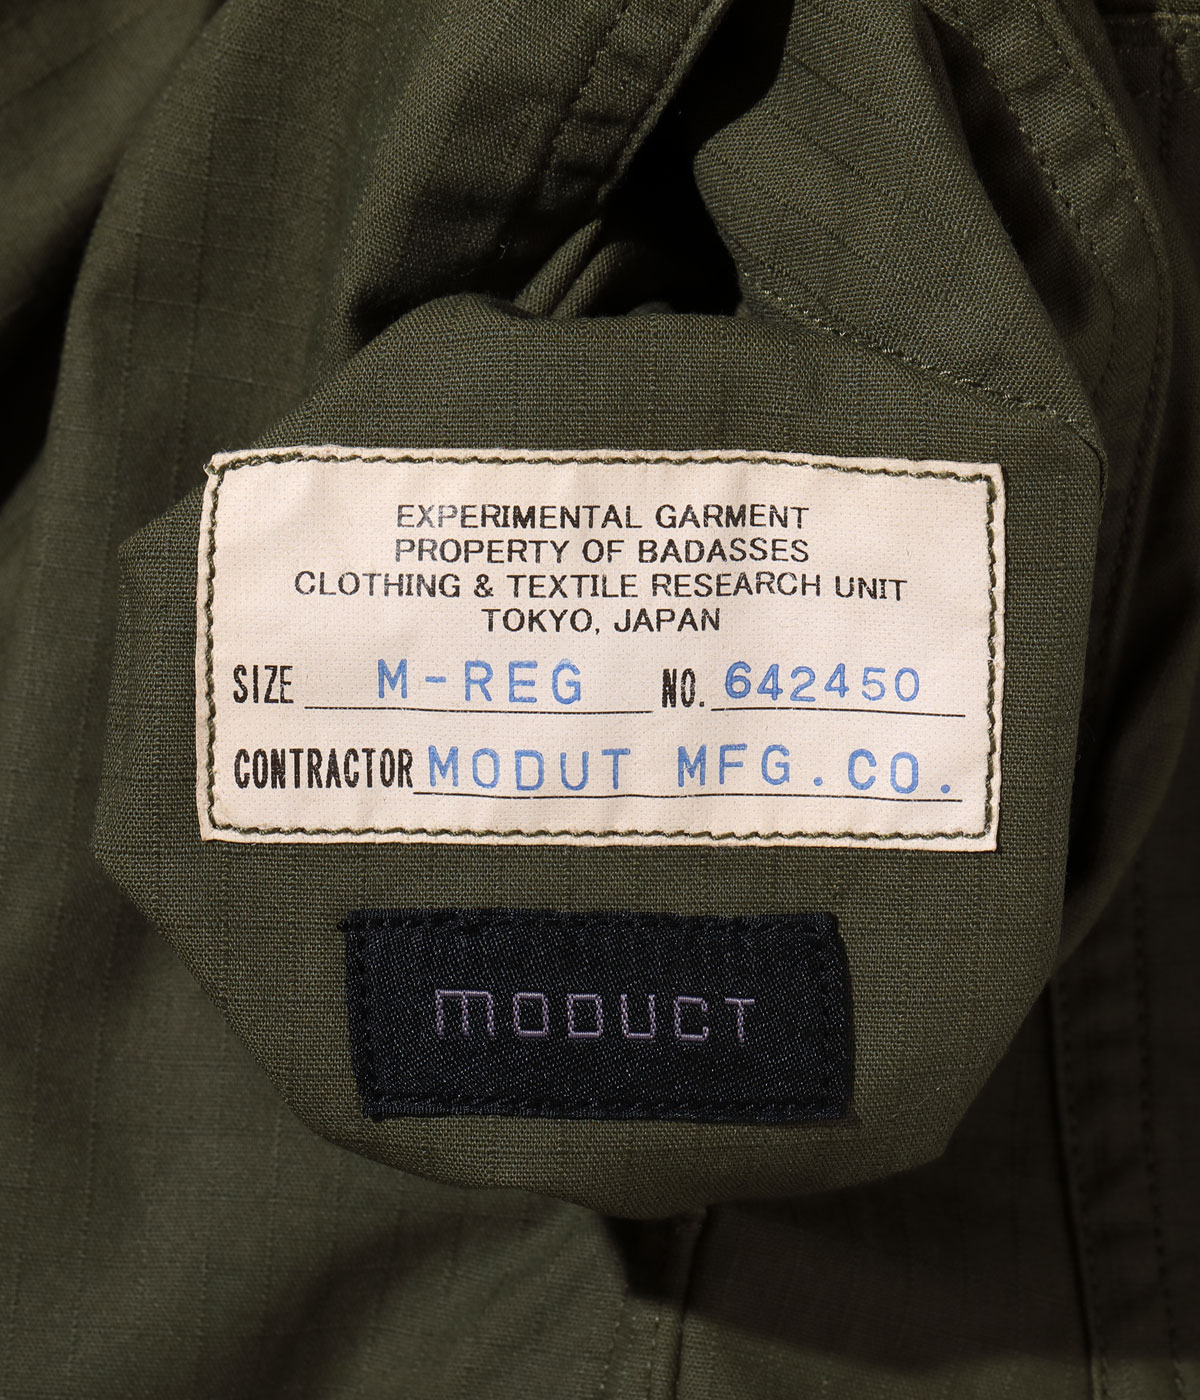 EXPERIMENTAL GARMENT
PROPERTY OF BADASSES
CLOTHING & TEXTILE RESEARCH UNIT
TOKYO, JAPAN
SIZE M-REG NO. 642450
CONTRACTOR MODUT MFG. CO.
MODUCT